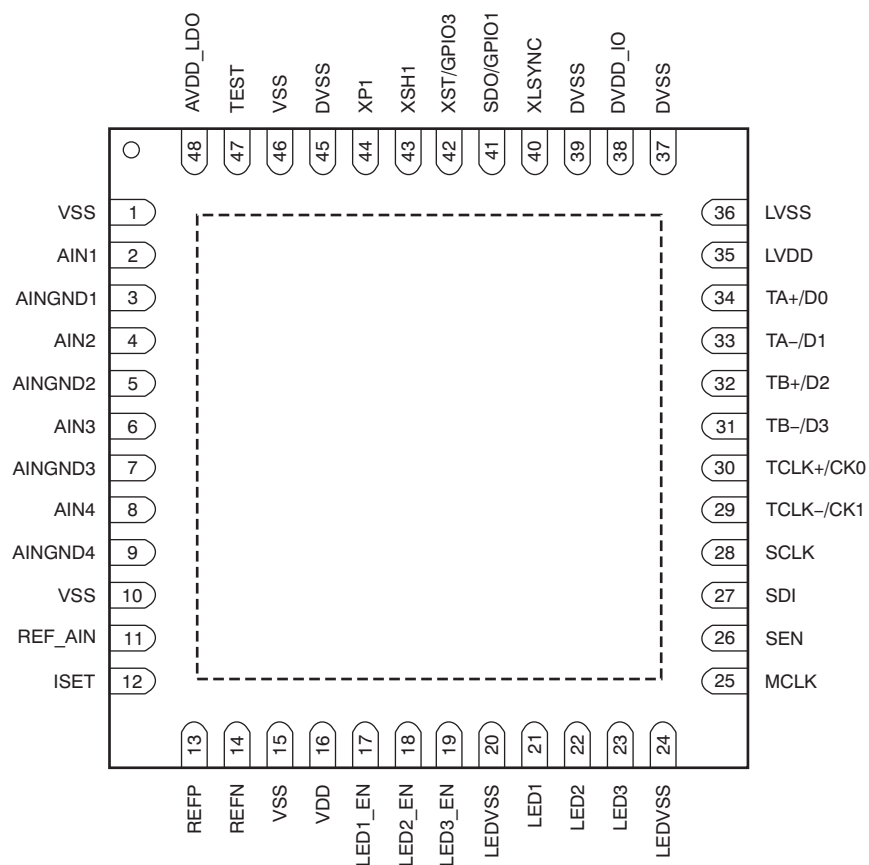 AVDD_LDO
TEST
VSS
DVSS
XP1
XSH1
XST/GPIO3
SDO/GPIO1
XLSYNC
DVSS
DVDD_IO
DVSS
48
47
46
45
44
43
42
41
40
39
38
37
VSS 1
AIN1 2
AINGND1 3
AIN2 4
AINGND2 5
AIN3 6
AINGND3 7
AIN4 8
AINGND4 9
VSS 10
REF_AIN 11
ISET 12
36 LVSS
35 LVDD
34 TA+/D0
33 TA−/D1
32 TB+/D2
31 TB−/D3
30 TCLK+/CK0
29 TCLK−/CK1
28 SCLK
27 SDI
26 SEN
25 MCLK
13
14
15
16
17
18
19
20
21
22
23
24
REFP
REFN
VSS
VDD
LED1_EN
LED2_EN
LED3_EN
LEDVSS
LED1
LED2
LED3
LEDVSS